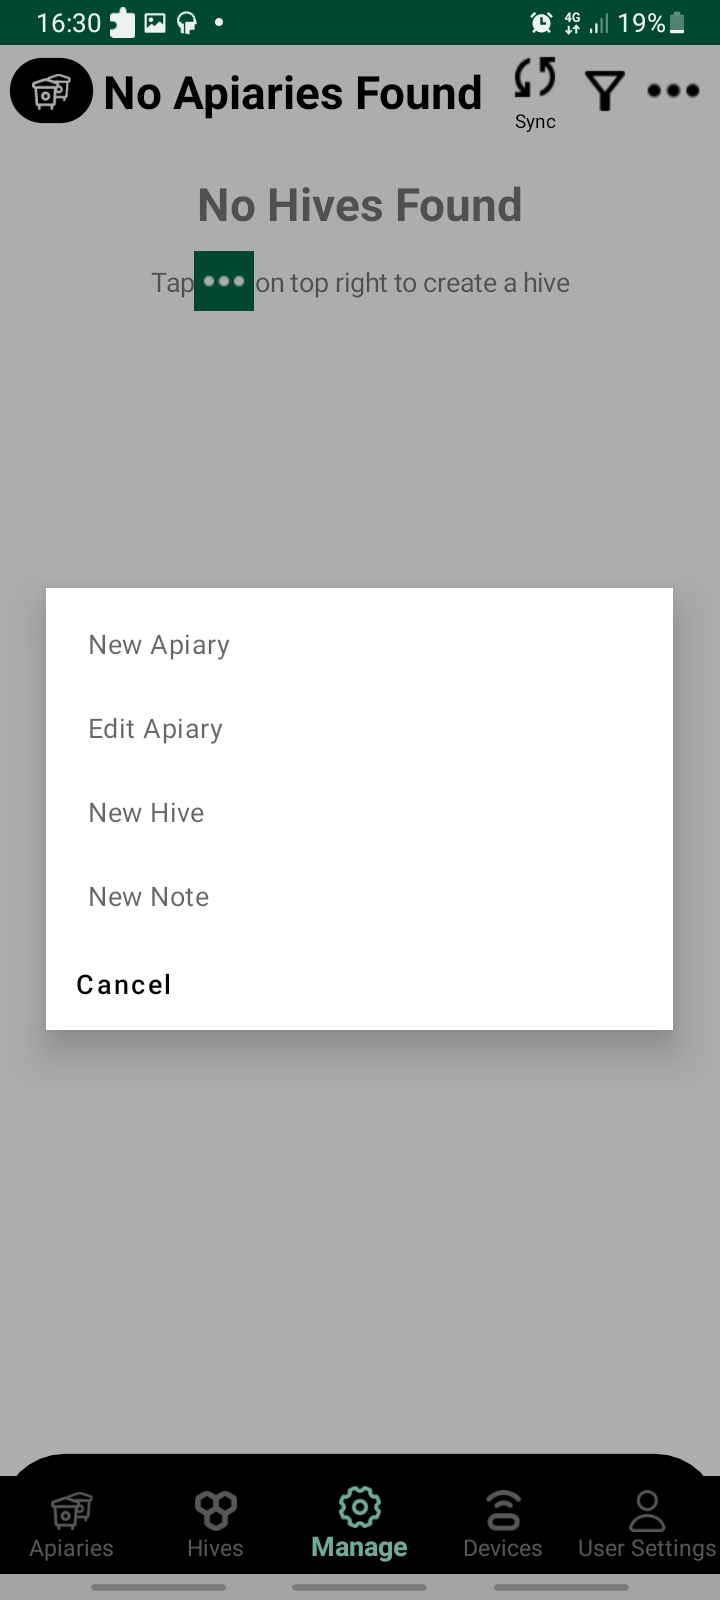 16:30
4G
19%
No Apiaries Found
Sync
No Hives Found
Tap ••• on top right to create a hive
New Apiary
Edit Apiary
New Hive
New Note
Cancel
Apiaries
Hives
Manage
Devices
User Settings